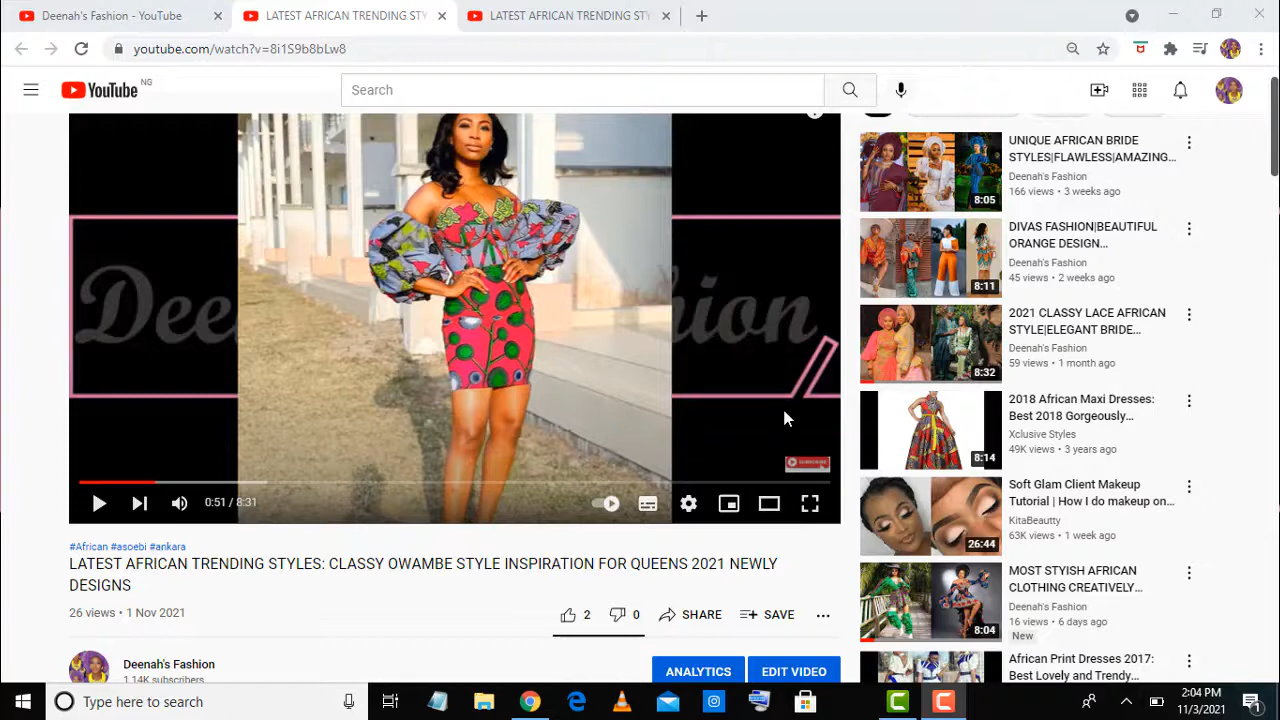 Deenah's Fashion - YouTube
LATEST AFRICAN TRENDING STY
LATEST AFRICAN TRENDING STY
youtube.com/watch?v=8i1S9b8bLw8
YouTube NG
Search
Deenah's Fashion
SUBSCRIBE
0:51 / 8:31
#African #asoebi #ankara
LATEST AFRICAN TRENDING STYLES: CLASSY OWAMBE STYLE INSPIRATION FOR QUEENS 2021 NEWLY
DESIGNS
26 views • 1 Nov 2021
2
0
SHARE
SAVE
Deenah's Fashion
1.14K subscribers
ANALYTICS
EDIT VIDEO
8:05
UNIQUE AFRICAN BRIDE
STYLES|FLAWLESS|AMAZING...
Deenah's Fashion
166 views • 3 weeks ago
8:11
DIVAS FASHION|BEAUTIFUL
ORANGE DESIGN...
Deenah's Fashion
45 views • 2 weeks ago
8:32
2021 CLASSY LACE AFRICAN
STYLE|ELEGANT BRIDE...
Deenah's Fashion
59 views • 1 month ago
8:14
2018 African Maxi Dresses:
Best 2018 Gorgeously...
Xclusive Styles
49K views • 3 years ago
26:44
Soft Glam Client Makeup
Tutorial | How I do makeup on...
KitaBeautty
63K views • 1 week ago
8:04
MOST STYISH AFRICAN
CLOTHING CREATIVELY...
Deenah's Fashion
16 views • 6 days ago
New
African Print Dresses 2017:
Best Lovely and Trendy...
Type here to search
2:04 PM
11/3/2021
1